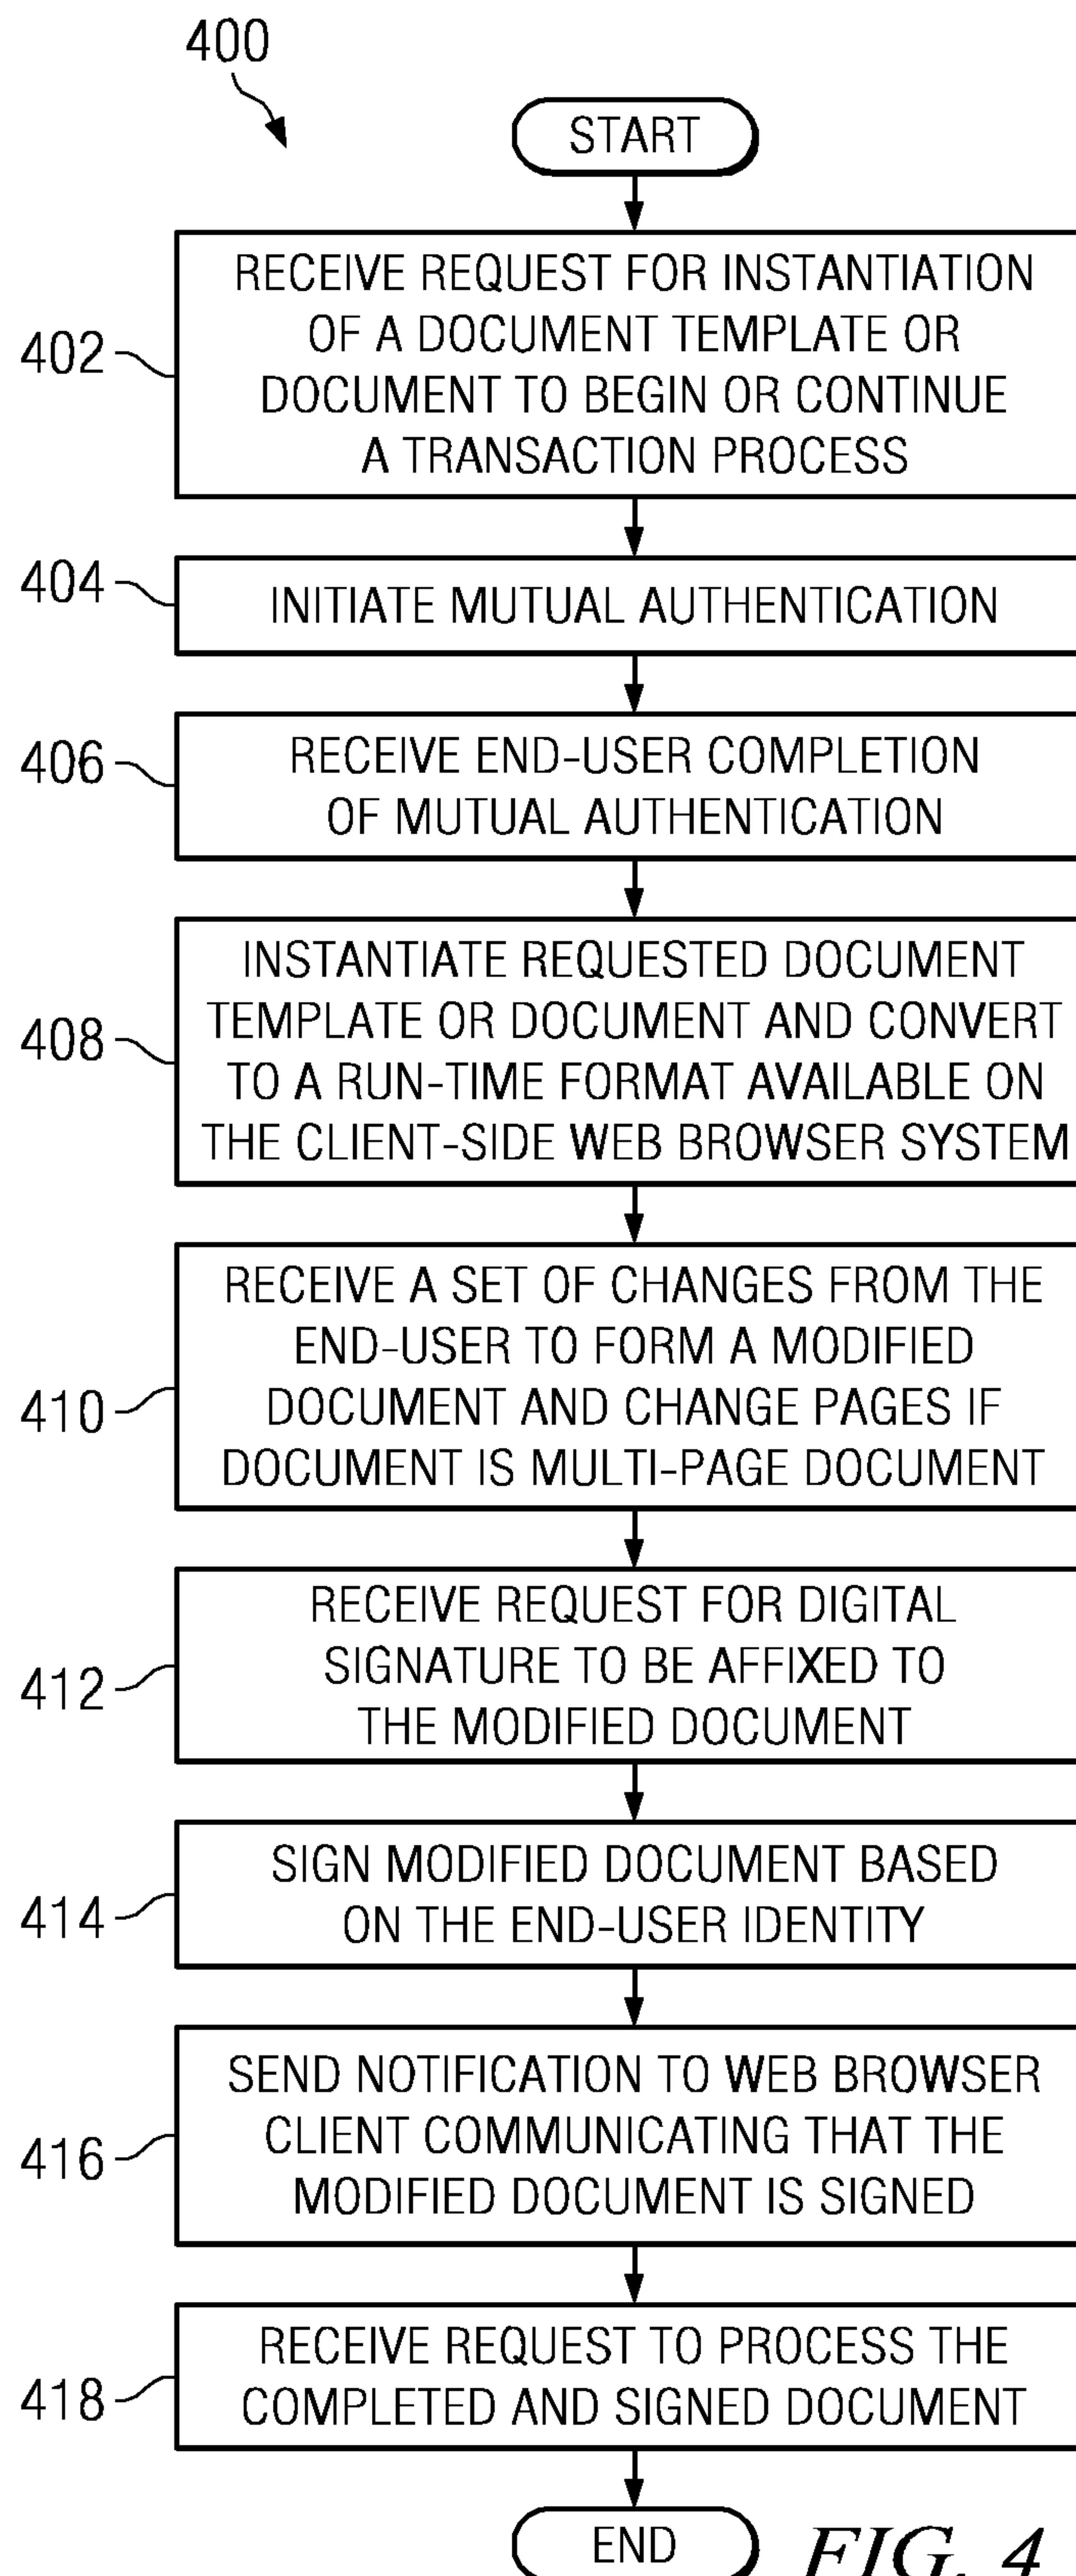 400
START
402
RECEIVE REQUEST FOR INSTANTIATION
OF A DOCUMENT TEMPLATE OR
DOCUMENT TO BEGIN OR CONTINUE
A TRANSACTION PROCESS
404
INITIATE MUTUAL AUTHENTICATION
406
RECEIVE END-USER COMPLETION
OF MUTUAL AUTHENTICATION
408
INSTANTIATE REQUESTED DOCUMENT
TEMPLATE OR DOCUMENT AND CONVERT
TO A RUN-TIME FORMAT AVAILABLE ON
THE CLIENT-SIDE WEB BROWSER SYSTEM
410
RECEIVE A SET OF CHANGES FROM THE
END-USER TO FORM A MODIFIED
DOCUMENT AND CHANGE PAGES IF
DOCUMENT IS MULTI-PAGE DOCUMENT
412
RECEIVE REQUEST FOR DIGITAL
SIGNATURE TO BE AFFIXED TO
THE MODIFIED DOCUMENT
414
SIGN MODIFIED DOCUMENT BASED
ON THE END-USER IDENTITY
416
SEND NOTIFICATION TO WEB BROWSER
CLIENT COMMUNICATING THAT THE
MODIFIED DOCUMENT IS SIGNED
418
RECEIVE REQUEST TO PROCESS THE
COMPLETED AND SIGNED DOCUMENT
END
FIG. 4